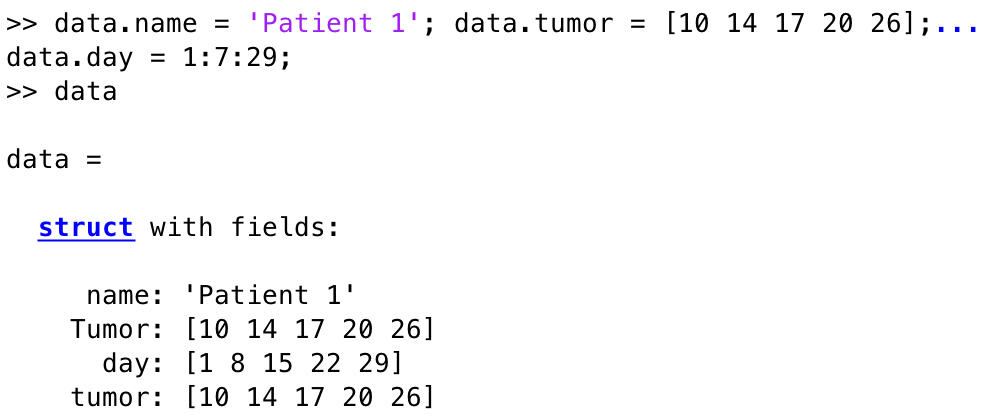 >> data.name = 'Patient 1'; data.tumor = [10 14 17 20 26];...
data.day = 1:7:29;
>> data
data =
struct with fields:
name: 'Patient 1'
Tumor: [10 14 17 20 26]
day: [1 8 15 22 29]
tumor: [10 14 17 20 26]